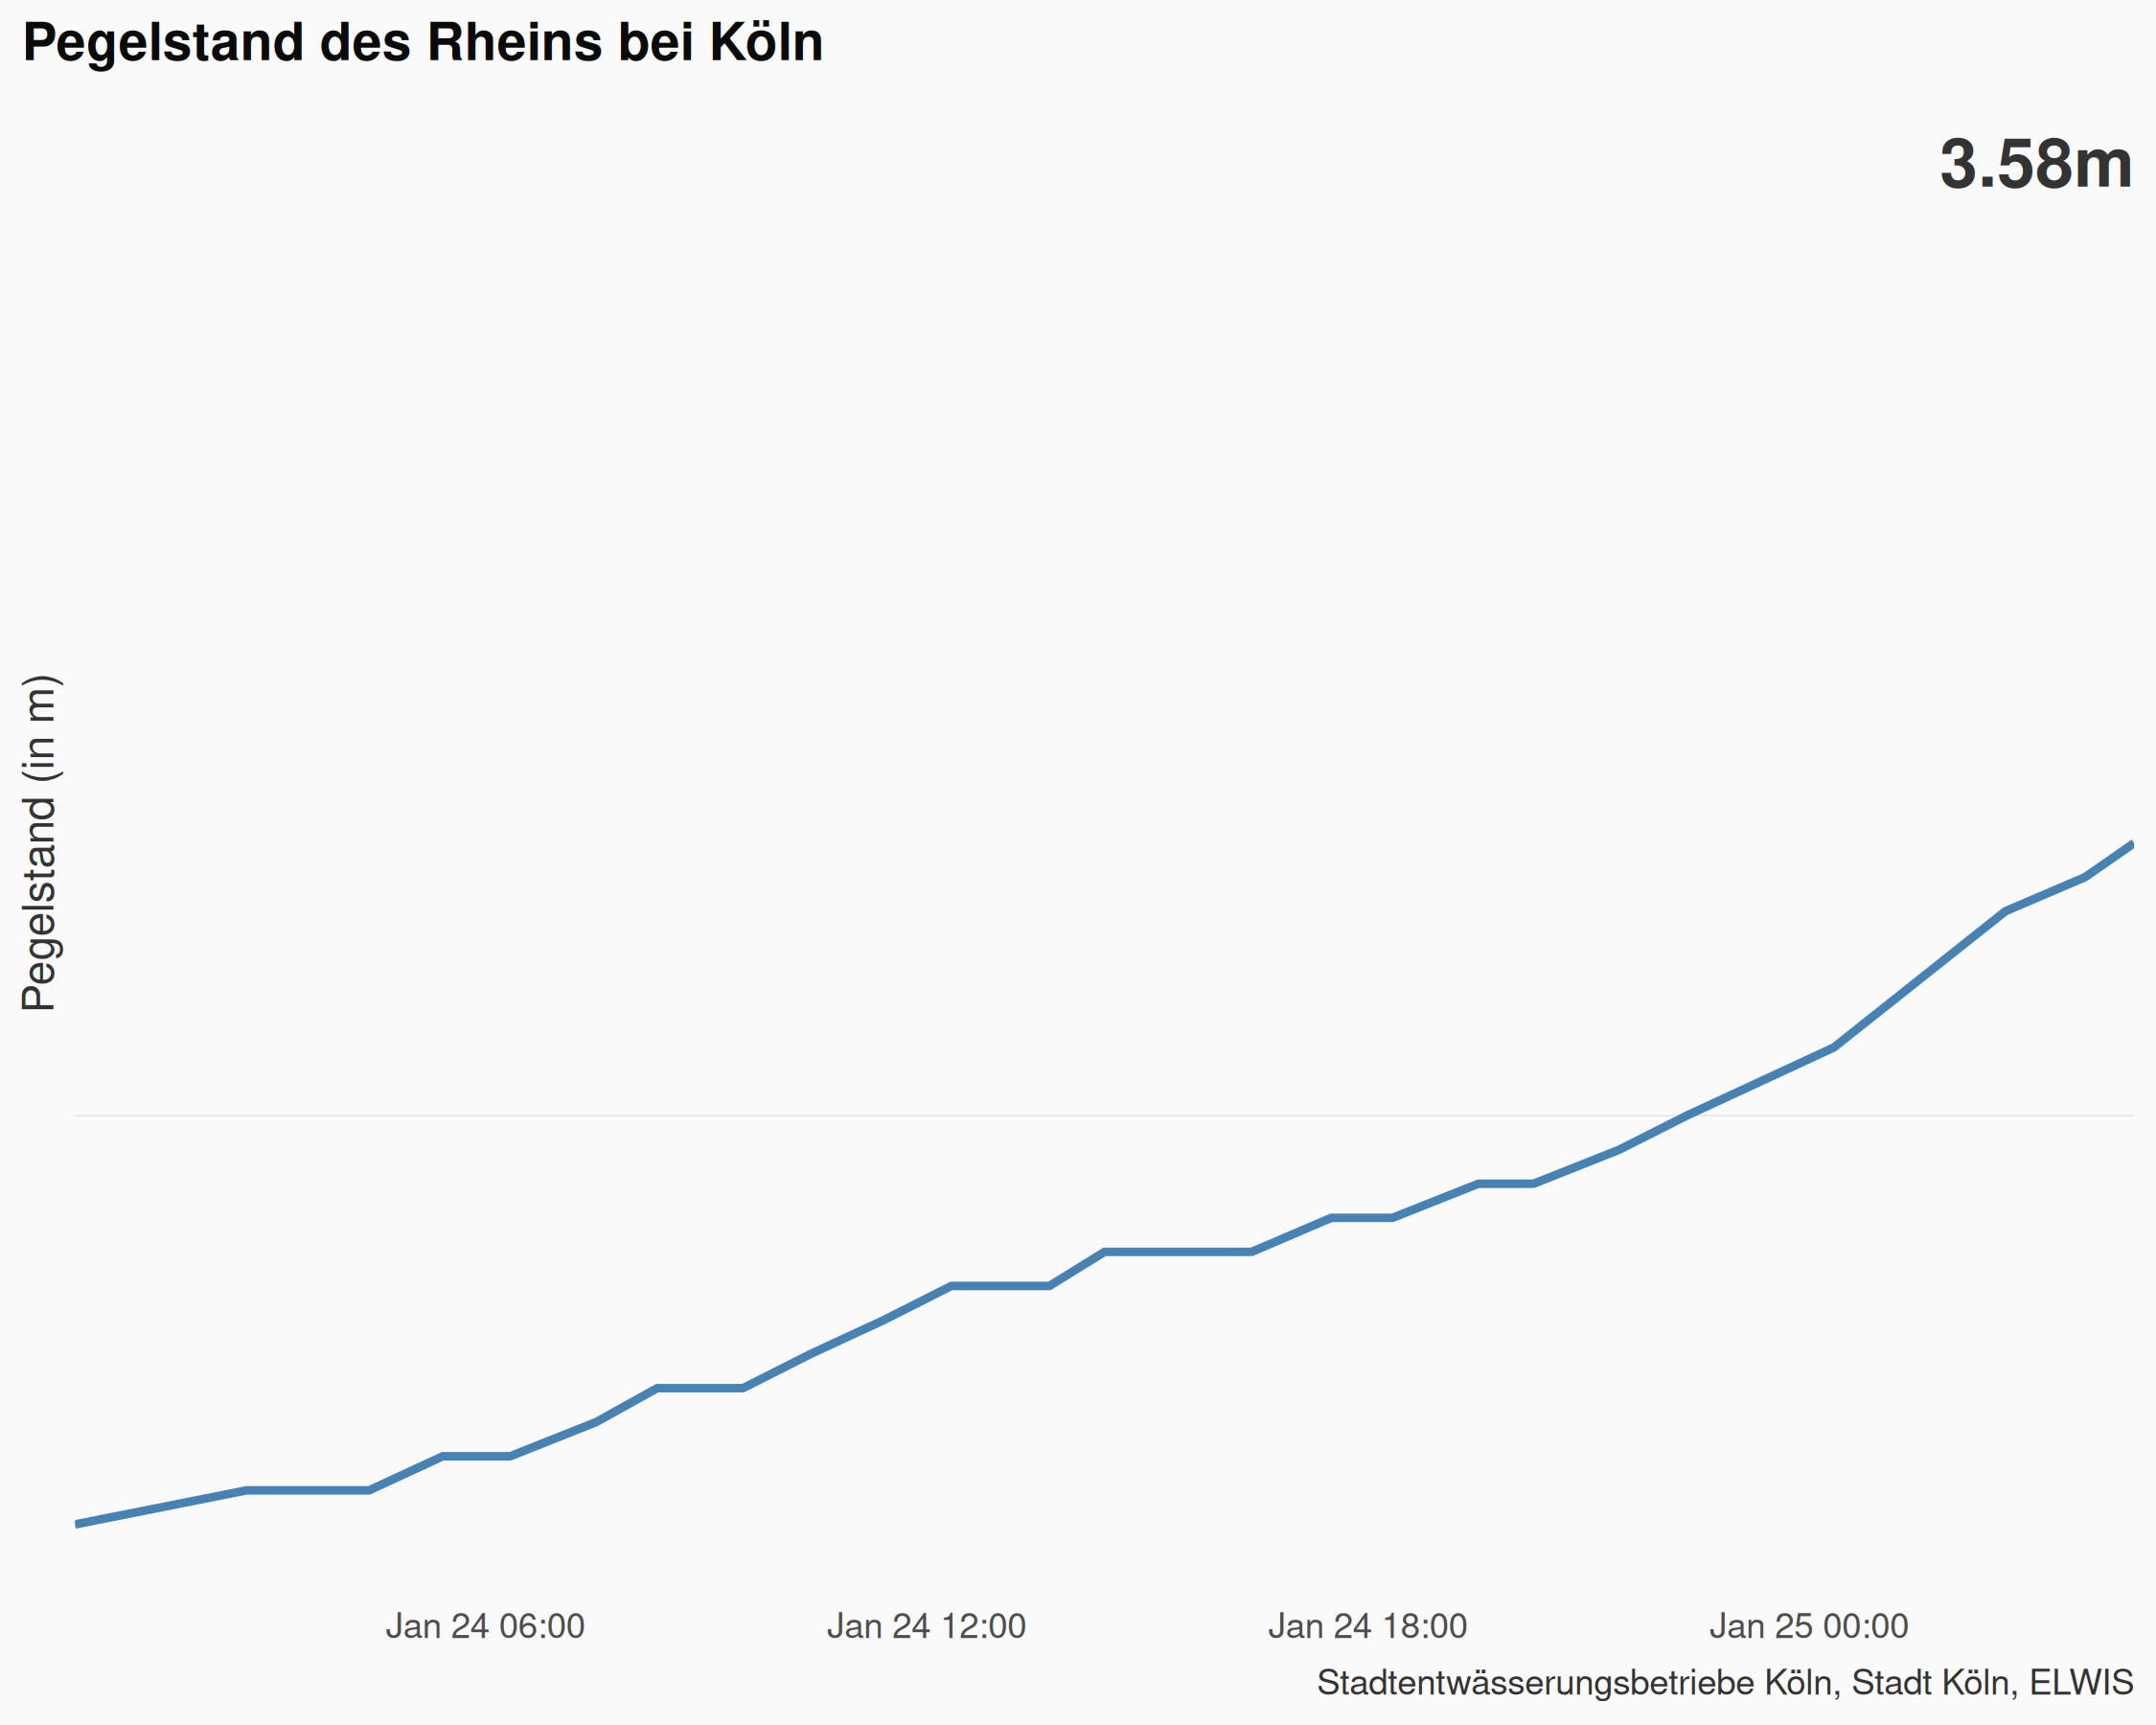 Pegelstand des Rheins bei Köln
3.58m
Pegelstand (in m)
Jan 24 06:00
Jan 24 12:00
Jan 24 18:00
Jan 25 00:00
Stadtentwässerungsbetriebe Köln, Stadt Köln, ELWIS